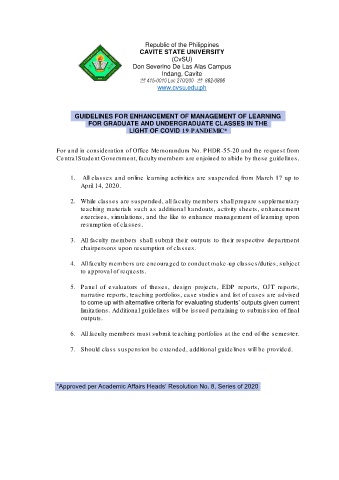 Republic of the Philippines
CAVITE STATE UNIVERSITY
(CvSU)
Don Severino De Las Alas Campus
Indang, Cavite
☏ 415-0010 Loc 270/200 ☏ 862-0805
www.cvsu.edu.ph
GUIDELINES FOR ENHANCEMENT OF MANAGEMENT OF LEARNING
FOR GRADUATE AND UNDERGRADUATE CLASSES IN THE
LIGHT OF COVID 19 PANDEMIC*
For and in consideration of Office Memorandum No. PHDR-55-20 and the request from
Central Student Government, faculty members are enjoined to abide by these guidelines.
1. All classes and online learning activities are suspended from March 17 up to
April 14, 2020.
2. While classes are suspended, all faculty members shall prepare supplementary
teaching materials such as additional handouts, activity sheets, enhancement
exercises, simulations, and the like to enhance management of learning upon
resumption of classes.
3. All faculty members shall submit their outputs to their respective department
chairpersons upon resumption of classes.
4. All faculty members are encouraged to conduct make-up classes/duties, subject
to approval of requests.
5. Panel of evaluators of theses, design projects, EDP reports, OJT reports,
narrative reports, teaching portfolios, case studies and list of cases are advised
to come up with alternative criteria for evaluating students' outputs given current
limitations. Additional guidelines will be issued pertaining to submission of final
outputs.
6. All faculty members must submit teaching portfolios at the end of the semester.
7. Should class suspension be extended, additional guidelines will be provided.
*Approved per Academic Affairs Heads' Resolution No. 8, Series of 2020